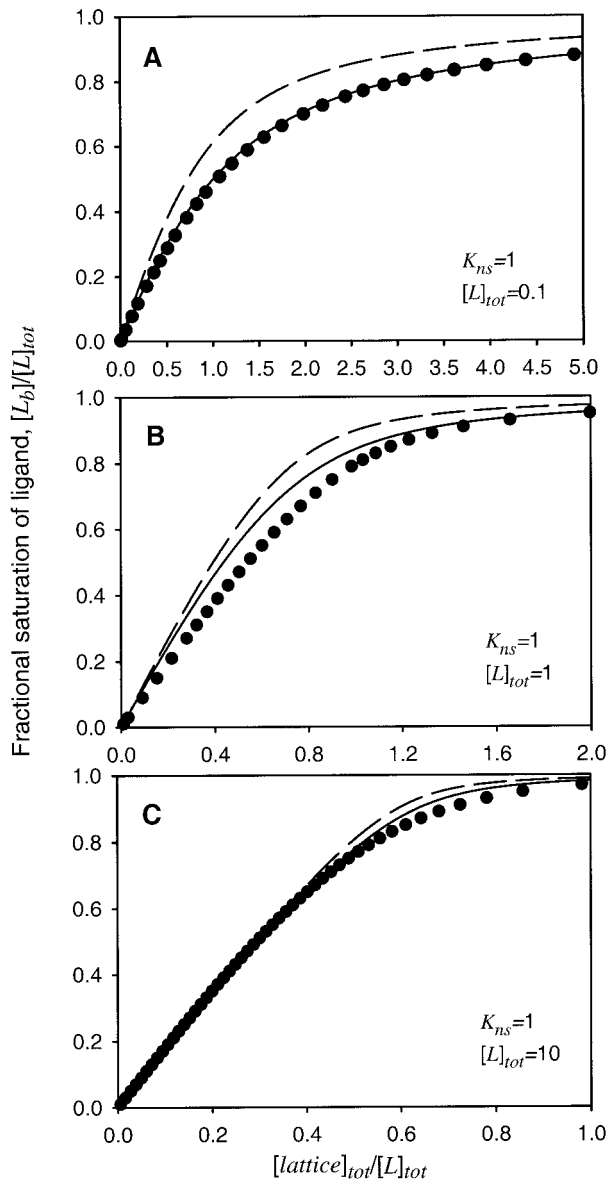 A
1.0
0.8
0.6
0.4
0.2
0.0
K_ns=1
[L]_tot=0.1
0.0 0.5 1.0 1.5 2.0 2.5 3.0 3.5 4.0 4.5 5.0
Fractional saturation of ligand, [L_b]/[L]_tot
B
1.0
0.8
0.6
0.4
0.2
0.0
K_ns=1
[L]_tot=1
0.0 0.4 0.8 1.2 1.6 2.0
C
1.0
0.8
0.6
0.4
0.2
0.0
K_ns=1
[L]_tot=10
0.0 0.2 0.4 0.6 0.8 1.0
[lattice]_tot/[L]_tot